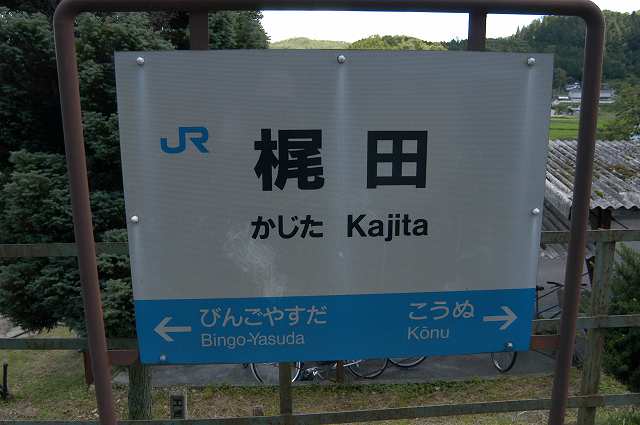 JR
梶田
かじた Kajita
← びんごやすだ こうぬ →
Bingo-Yasuda Kōnu